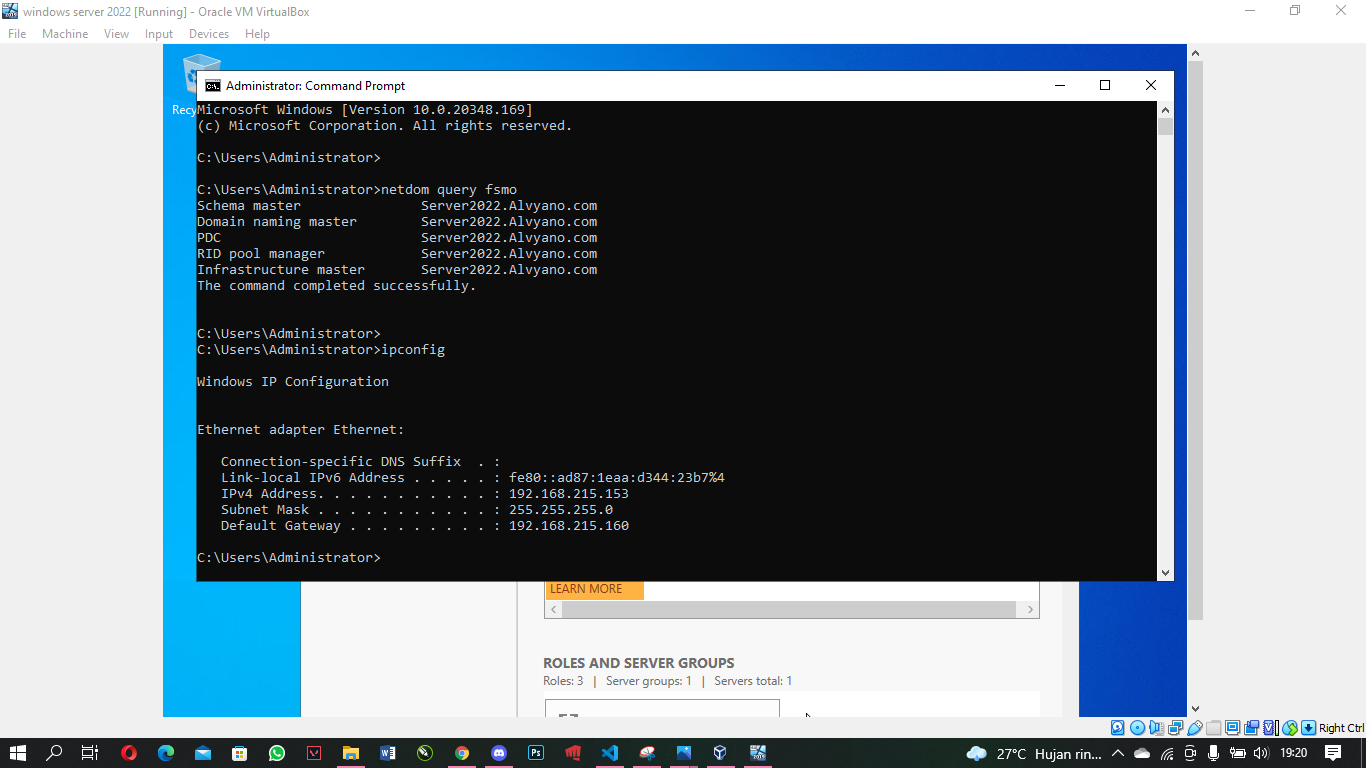 windows server 2022 [Running] - Oracle VM VirtualBox
File Machine View Input Devices Help
Administrator: Command Prompt
Recy
Microsoft Windows [Version 10.0.20348.169]
(c) Microsoft Corporation. All rights reserved.
C:\Users\Administrator>
C:\Users\Administrator>netdom query fsmo
Schema master Server2022.Alvyano.com
Domain naming master Server2022.Alvyano.com
PDC Server2022.Alvyano.com
RID pool manager Server2022.Alvyano.com
Infrastructure master Server2022.Alvyano.com
The command completed successfully.
C:\Users\Administrator>
C:\Users\Administrator>ipconfig
Windows IP Configuration
Ethernet adapter Ethernet:
Connection-specific DNS Suffix . :
Link-local IPv6 Address . . . . . : fe80::ad87:1eaa:d344:23b7%4
IPv4 Address. . . . . . . . . . . : 192.168.215.153
Subnet Mask . . . . . . . . . . . : 255.255.255.0
Default Gateway . . . . . . . . . : 192.168.215.160
C:\Users\Administrator>
LEARN MORE
ROLES AND SERVER GROUPS
Roles: 3 | Server groups: 1 | Servers total: 1
Right Ctrl
27°C Hujan rin... 19:20